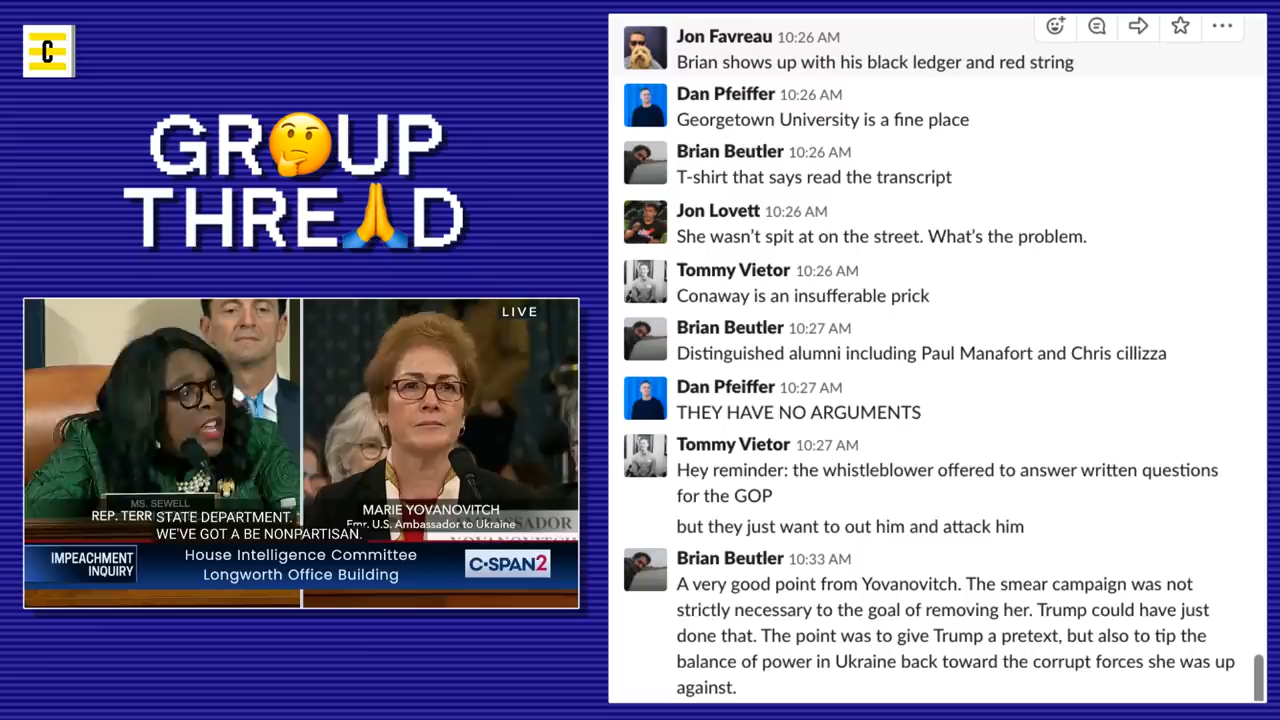 C
GR🤔UP
THRE🙏D
LIVE
MS. SEWELL
REP. TERR
STATE DEPARTMENT.
WE'VE GOT A BE NONPARTISAN.
MARIE YOVANOVITCH
Fmr. U.S. Ambassador to Ukraine
IMPEACHMENT
INQUIRY
House Intelligence Committee
Longworth Office Building
C-SPAN2
Jon Favreau 10:26 AM
Brian shows up with his black ledger and red string
Dan Pfeiffer 10:26 AM
Georgetown University is a fine place
Brian Beutler 10:26 AM
T-shirt that says read the transcript
Jon Lovett 10:26 AM
She wasn't spit at on the street. What's the problem.
Tommy Vietor 10:26 AM
Conaway is an insufferable prick
Brian Beutler 10:27 AM
Distinguished alumni including Paul Manafort and Chris cillizza
Dan Pfeiffer 10:27 AM
THEY HAVE NO ARGUMENTS
Tommy Vietor 10:27 AM
Hey reminder: the whistleblower offered to answer written questions
for the GOP
but they just want to out him and attack him
Brian Beutler 10:33 AM
A very good point from Yovanovitch. The smear campaign was not
strictly necessary to the goal of removing her. Trump could have just
done that. The point was to give Trump a pretext, but also to tip the
balance of power in Ukraine back toward the corrupt forces she was up
against.